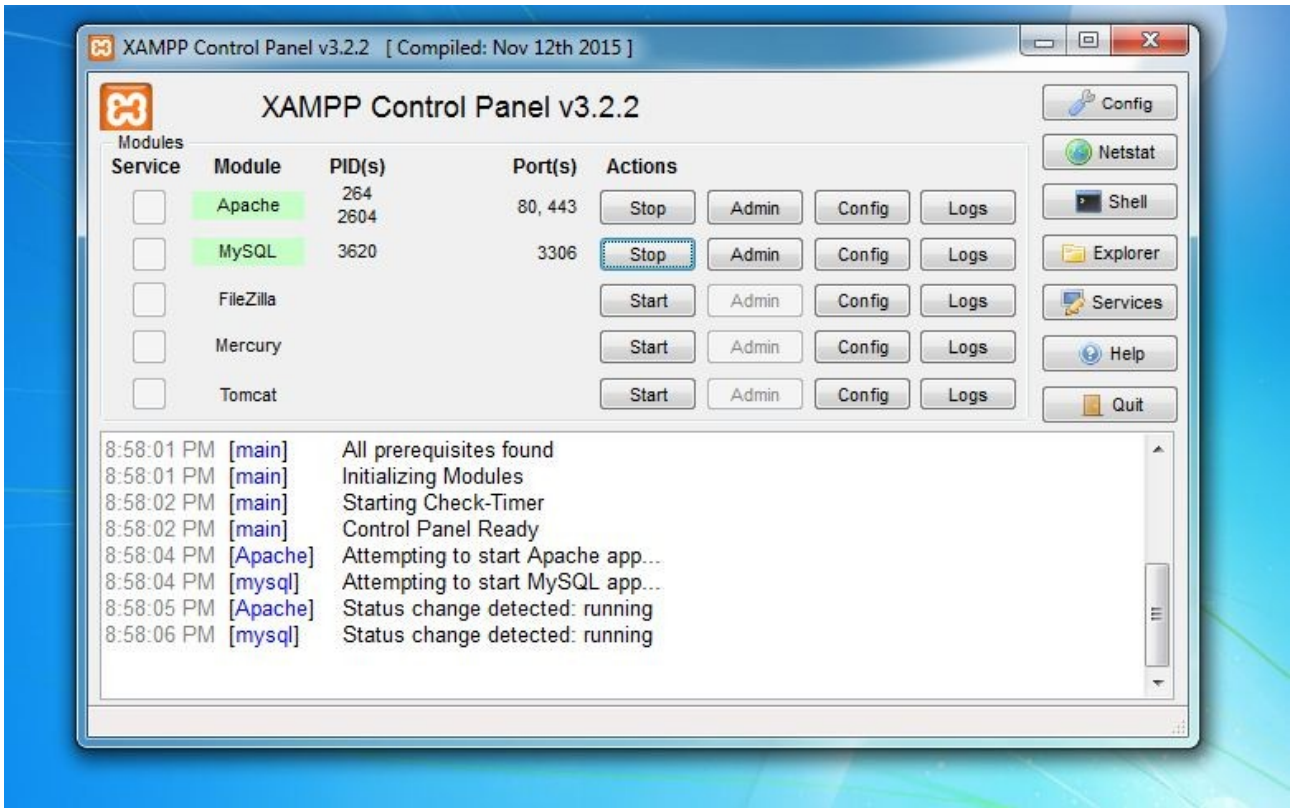 XAMPP Control Panel v3.2.2 [ Compiled: Nov 12th 2015 ]
XAMPP Control Panel v3.2.2
Config
Modules
Service Module PID(s) Port(s) Actions
Netstat
Apache 264 2604 80, 443 Stop Admin Config Logs
Shell
MySQL 3620 3306 Stop Admin Config Logs
Explorer
FileZilla Start Admin Config Logs
Services
Mercury Start Admin Config Logs
Help
Tomcat Start Admin Config Logs
Quit
8:58:01 PM [main] All prerequisites found
8:58:01 PM [main] Initializing Modules
8:58:02 PM [main] Starting Check-Timer
8:58:02 PM [main] Control Panel Ready
8:58:04 PM [Apache] Attempting to start Apache app...
8:58:04 PM [mysql] Attempting to start MySQL app...
8:58:05 PM [Apache] Status change detected: running
8:58:06 PM [mysql] Status change detected: running